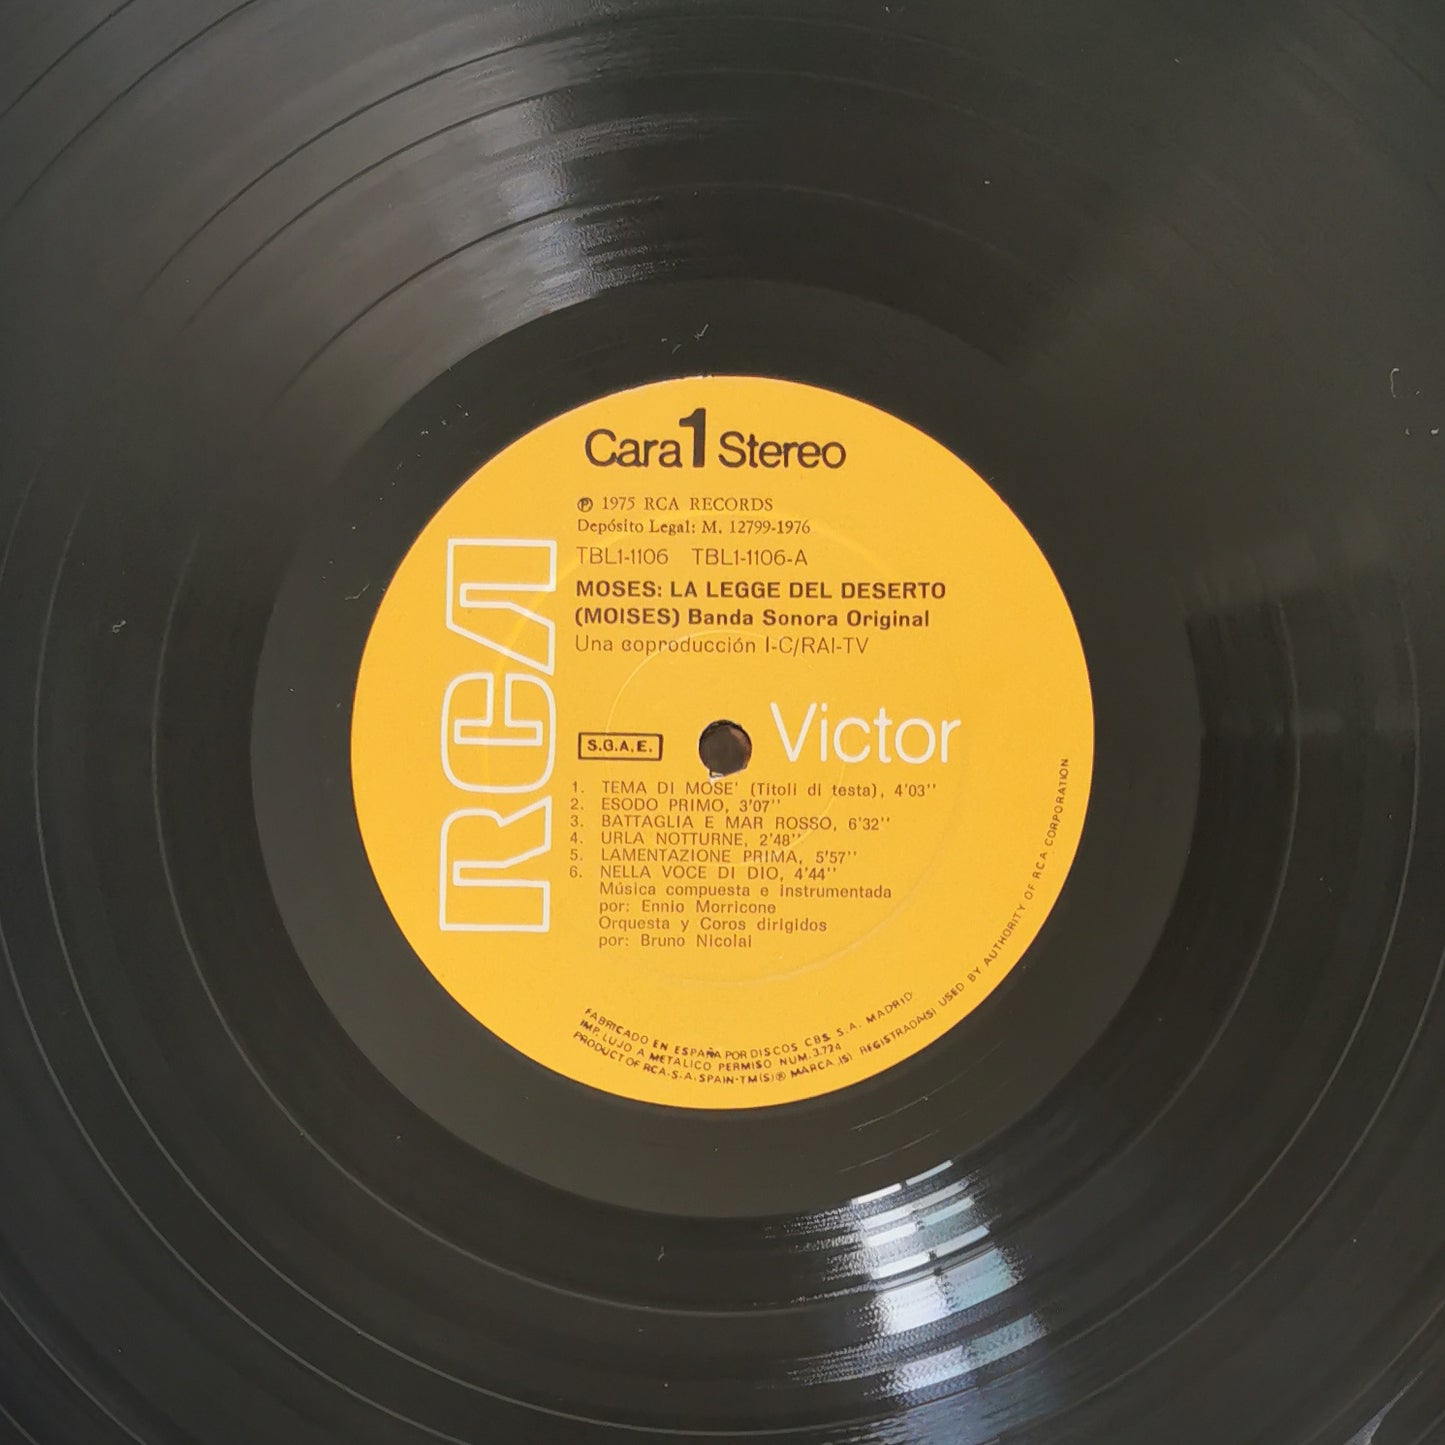 Cara 1 Stereo
℗ 1975 RCA RECORDS
Depósito Legal: M. 12799-1976
TBL1-1106 TBL1-1106-A
MOSES: LA LEGGE DEL DESERTO
(MOISES) Banda Sonora Original
Una coproducción I-C/RAI-TV
RCA
Victor
S.G.A.E.
1. TEMA DI MOSE' (Titoli di testa), 4'03''
2. ESODO PRIMO, 3'07''
3. BATTAGLIA E MAR ROSSO, 6'32''
4. URLA NOTTURNE, 2'48''
5. LAMENTAZIONE PRIMA, 5'57''
6. NELLA VOCE DI DIO, 4'44''
Música compuesta e instrumentada
por: Ennio Morricone
Orquesta y Coros dirigidos
por: Bruno Nicolai
FABRICADO EN ESPAÑA POR DISCOS CBS. S.A. MADRID
IMP. LUJO A METALICO PERMISO NUM. 3.724
PRODUCT OF RCA. S.A. SPAIN-TM(S)® MARCA (S) REGISTRADA(S) USED BY AUTHORITY OF RCA CORPORATION